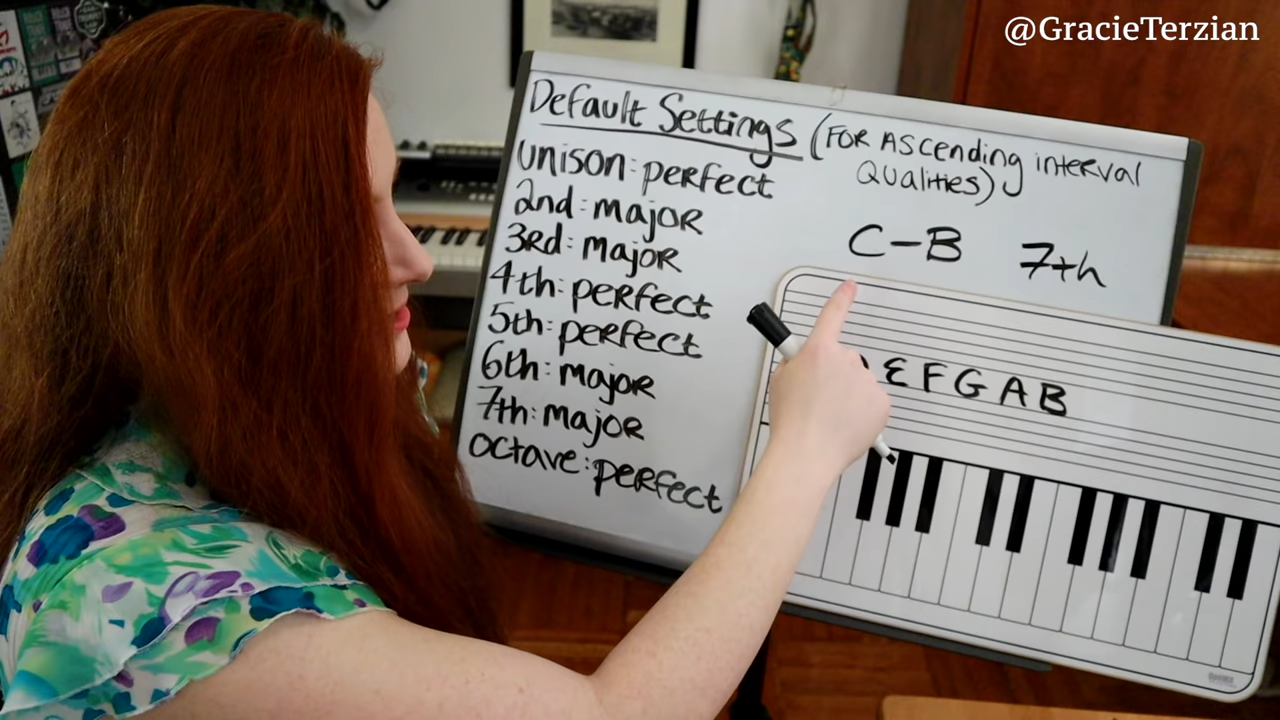 @GracieTerzian
Default Settings (FOR Ascending interval
Qualities)
unison: perfect
2nd: major
3rd: major
4th: perfect
5th: perfect
6th: major
7th: major
octave: perfect
C-B 7th
EFGAB